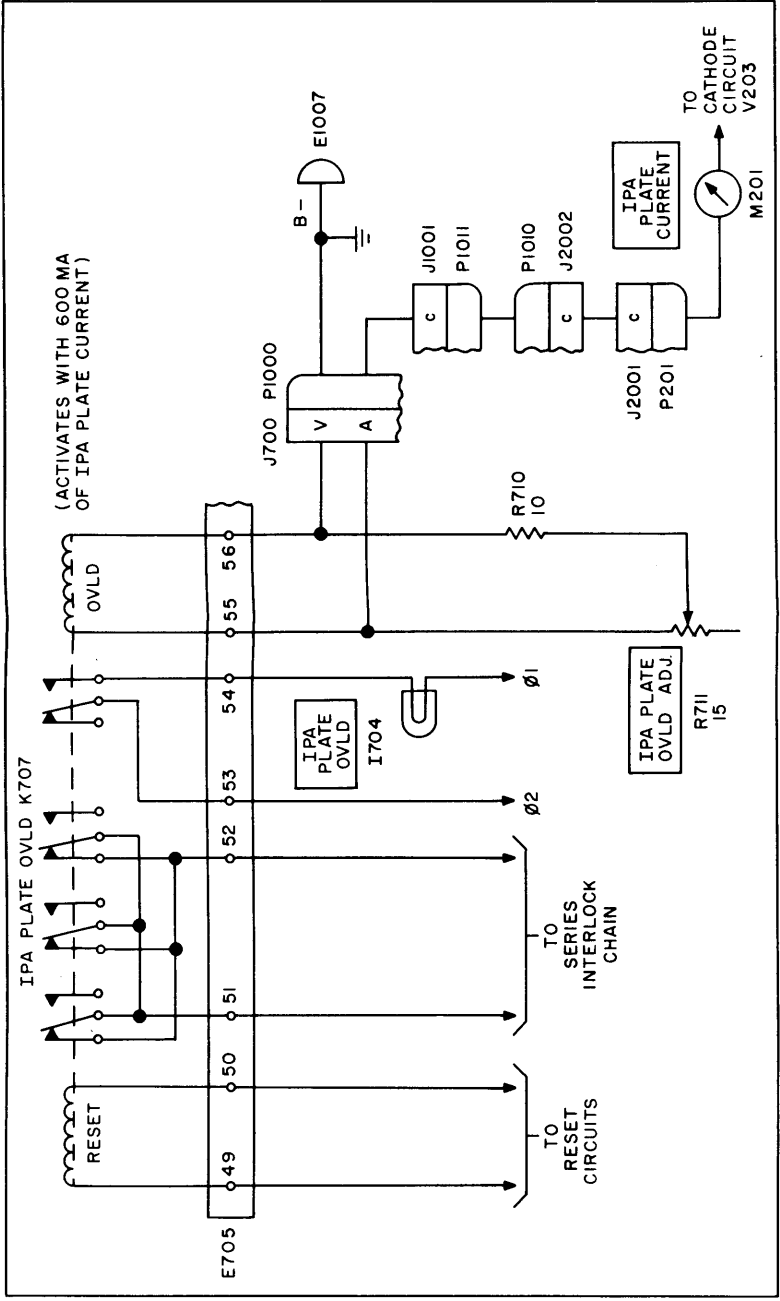 IPA PLATE OVLD K707
(ACTIVATES WITH 600 MA
OF IPA PLATE CURRENT)
RESET
OVLD
E705
49
50
51
52
53
54
55
56
J700
P1000
V
A
B-
E1007
IPA
PLATE
OVLD
I704
TO
RESET
CIRCUITS
TO
SERIES
INTERLOCK
CHAIN
Ø2
Ø1
IPA PLATE
OVLD ADJ.
R711
15
R710
10
J1001
C
P1011
P1010
C
J2002
J2001
C
P201
IPA
PLATE
CURRENT
M201
TO
CATHODE
CIRCUIT
V203